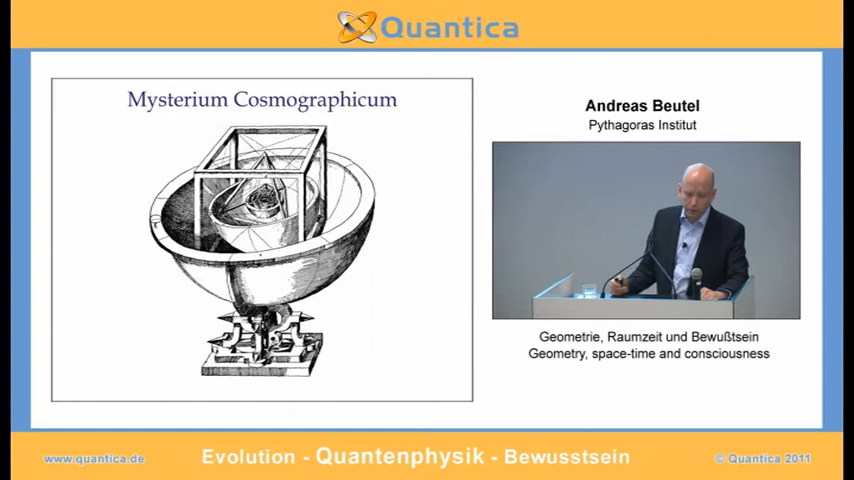 Quantica
Mysterium Cosmographicum
Andreas Beutel
Pythagoras Institut
Geometrie, Raumzeit und Bewußtsein
Geometry, space-time and consciousness
www.quantica.de
Evolution - Quantenphysik - Bewusstsein
© Quantica 2011